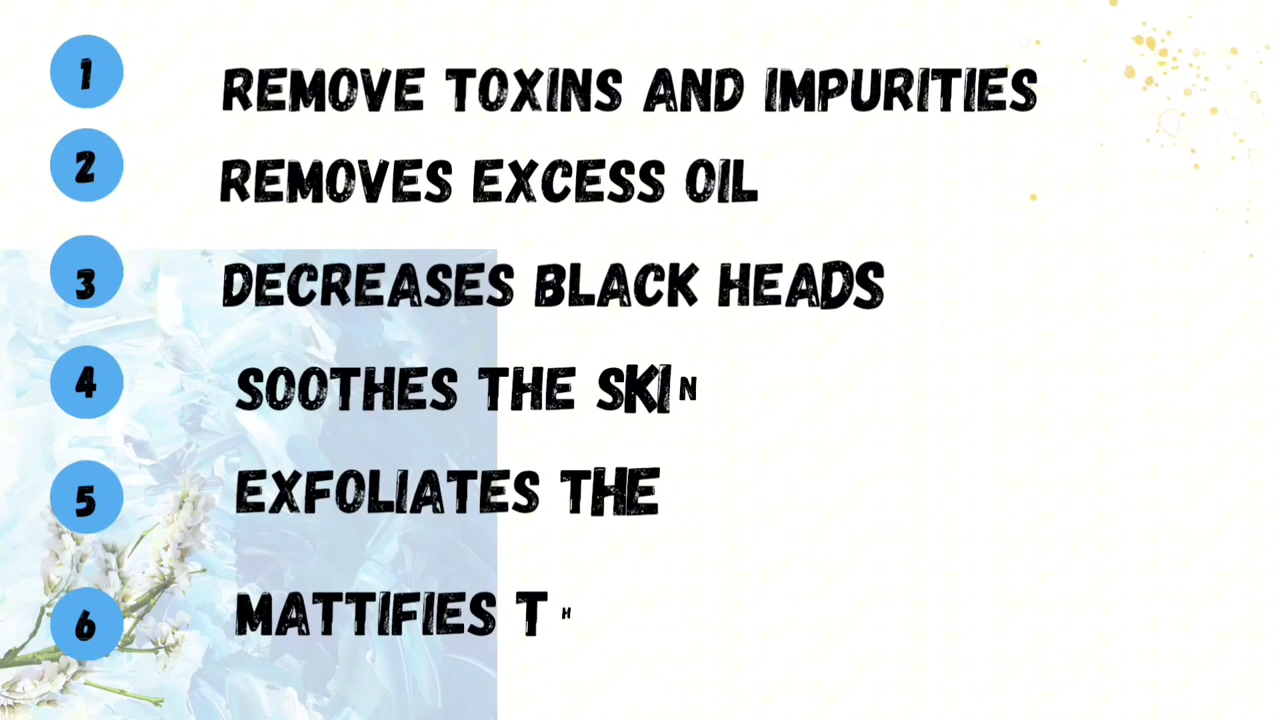 1 REMOVE TOXINS AND IMPURITIES
2 REMOVES EXCESS OIL
3 DECREASES BLACK HEADS
4 SOOTHES THE SKIN
5 EXFOLIATES THE
6 MATTIFIES TH